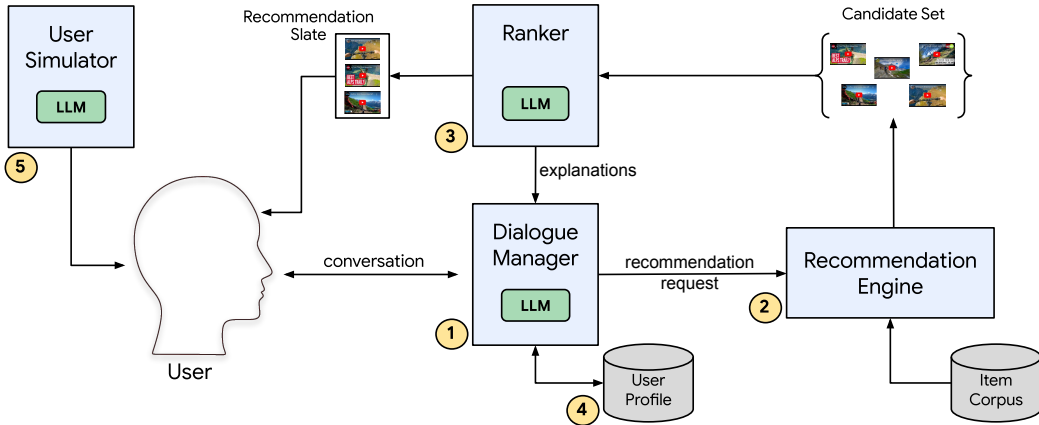 User
Simulator
LLM
5
Recommendation
Slate
Ranker
LLM
3
Candidate Set
explanations
Dialogue
Manager
LLM
1
conversation
recommendation
request
Recommendation
Engine
2
User
User
Profile
4
Item
Corpus